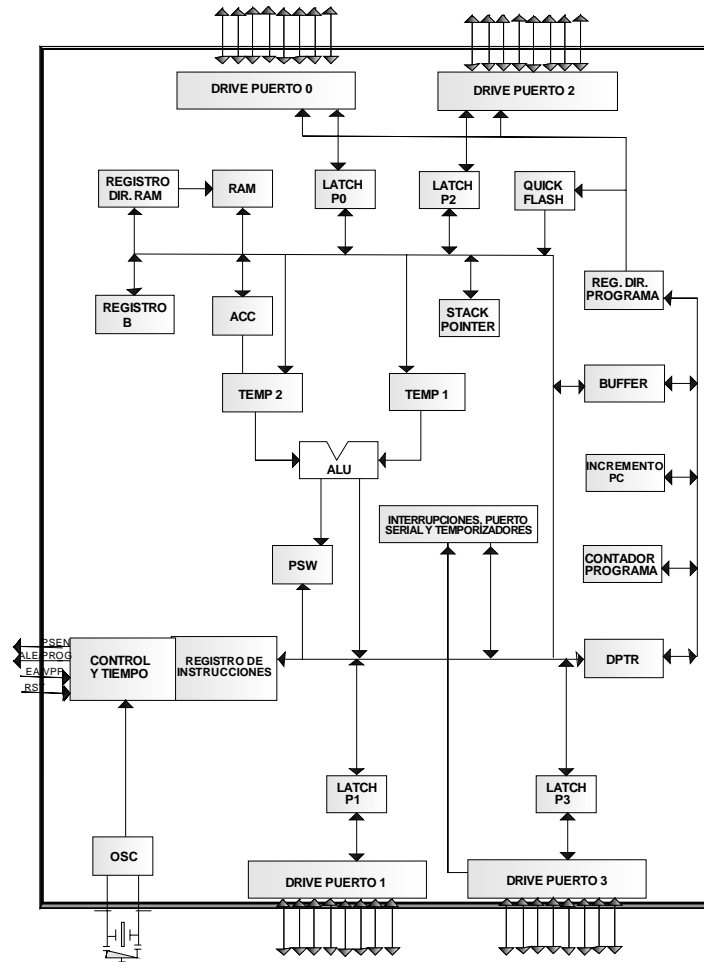 DRIVE PUERTO 0
DRIVE PUERTO 2
REGISTRO
DIR. RAM
RAM
LATCH
P0
LATCH
P2
QUICK
FLASH
REGISTRO
B
ACC
STACK
POINTER
REG. DIR.
PROGRAMA
TEMP 2
TEMP 1
BUFFER
ALU
INCREMENTO
PC
INTERRUPCIONES, PUERTO
SERIAL Y TEMPORIZADORES
PSW
CONTADOR
PROGRAMA
PSEN
ALE/PROG
EA/VPP
RST
CONTROL
Y TIEMPO
REGISTRO DE
INSTRUCCIONES
DPTR
LATCH
P1
LATCH
P3
OSC
DRIVE PUERTO 1
DRIVE PUERTO 3